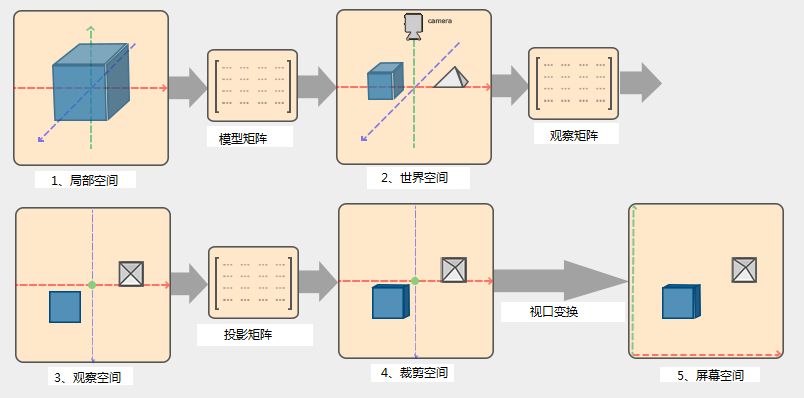 camera
模型矩阵
观察矩阵
1、局部空间
2、世界空间
投影矩阵
视口变换
3、观察空间
4、裁剪空间
5、屏幕空间